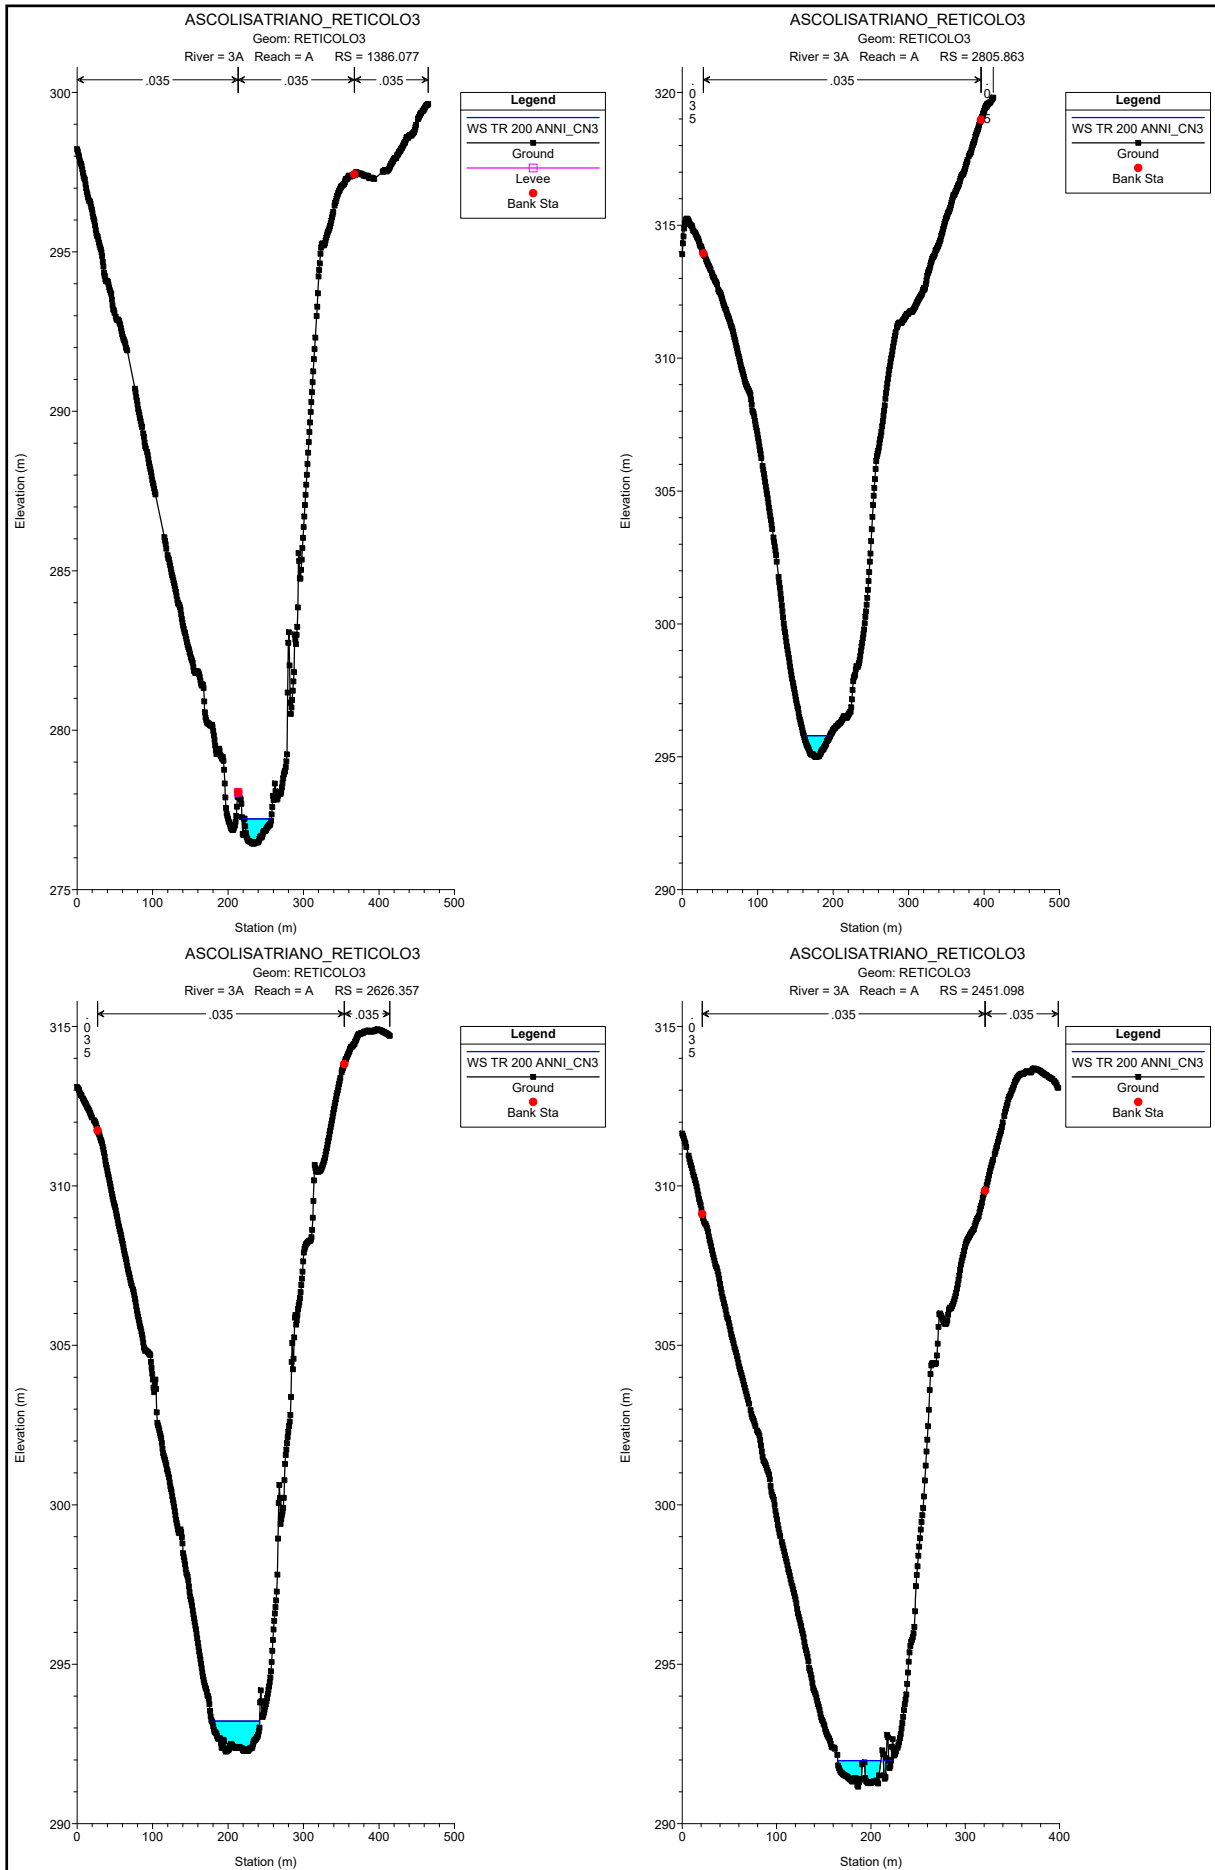 ASCOLISATRIANO_RETICOLO3
Geom: RETICOLO3
River = 3A Reach = A RS = 1386.077
.035 .035 .035
300
295
290
285
280
275
0 100 200 300 400 500
Station (m)
Elevation (m)
Legend
WS TR 200 ANNI_CN3
Ground
Levee
Bank Sta
ASCOLISATRIANO_RETICOLO3
Geom: RETICOLO3
River = 3A Reach = A RS = 2805.863
.035 .035
320
315
310
305
300
295
290
0 100 200 300 400 500
Station (m)
Elevation (m)
Legend
WS TR 200 ANNI_CN3
Ground
Bank Sta
ASCOLISATRIANO_RETICOLO3
Geom: RETICOLO3
River = 3A Reach = A RS = 2626.357
.035 .035 .035
315
310
305
300
295
290
0 100 200 300 400 500
Station (m)
Elevation (m)
Legend
WS TR 200 ANNI_CN3
Ground
Bank Sta
ASCOLISATRIANO_RETICOLO3
Geom: RETICOLO3
River = 3A Reach = A RS = 2451.098
.035 .035 .035
315
310
305
300
295
290
0 100 200 300 400
Station (m)
Elevation (m)
Legend
WS TR 200 ANNI_CN3
Ground
Bank Sta